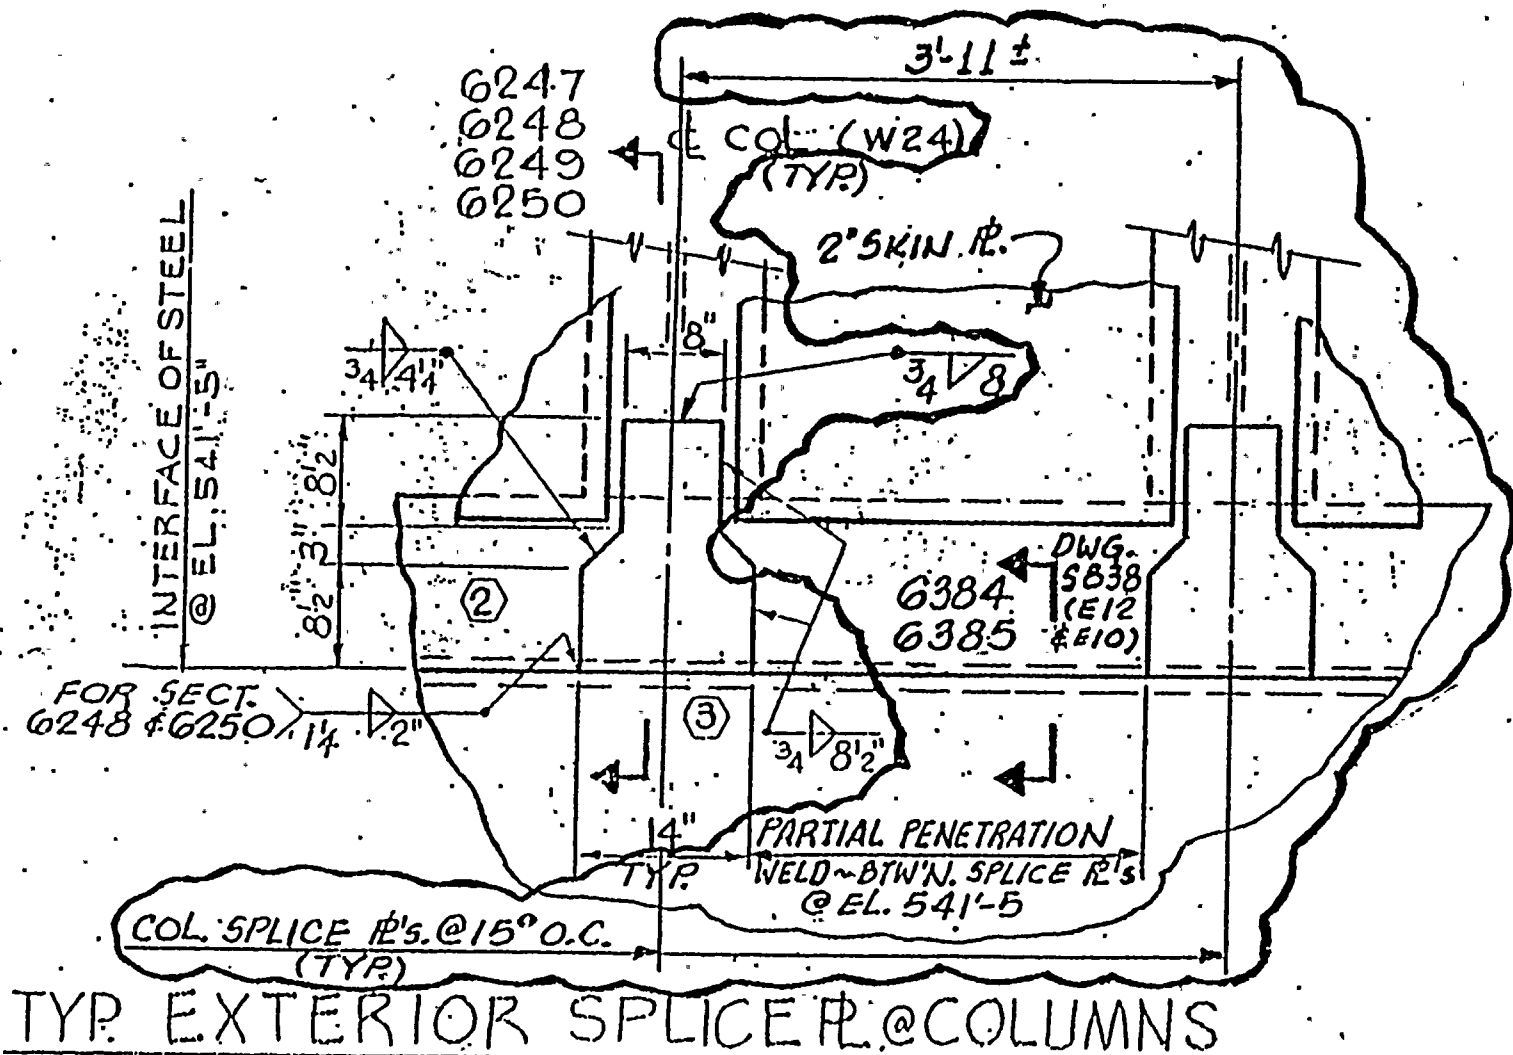 3'-11 ±
6247
6248
6249
6250
℄ COL. (W24)
(TYP.)
2" SKIN ℞.
INTERFACE OF STEEL
@ EL. 541'-5"
8"
3/4 4 1/4"
3/4 8
8 1/2"
3"
8 1/2"
2
DWG.
S838
(E12
& E10)
6384
6385
FOR SECT.
6248 & 6250
1 1/4 2"
3
3/4 8 1/2"
14"
TYP.
PARTIAL PENETRATION
WELD ~ BTW'N. SPLICE PL's
@ EL. 541'-5
COL. SPLICE PL's. @ 15° O.C.
(TYP.)
TYP. EXTERIOR SPLICE PL. @ COLUMNS